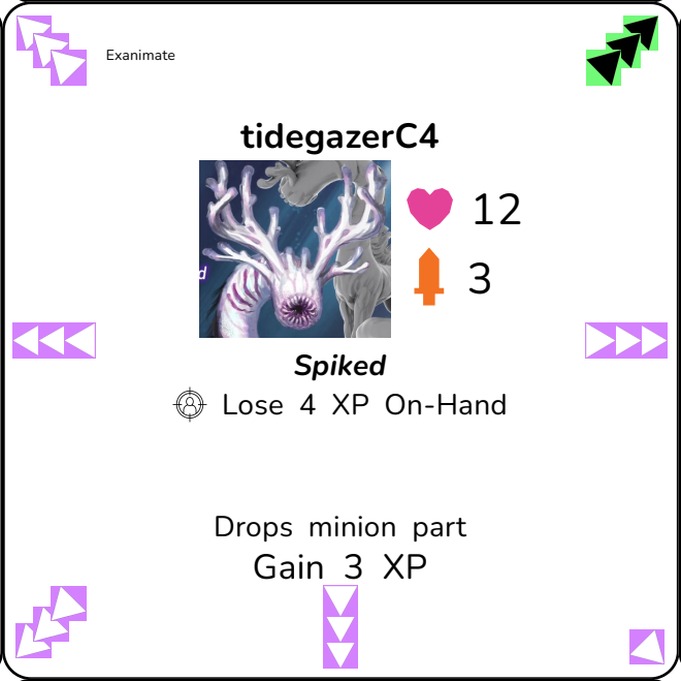 Exanimate
tidegazerC4
12
d
3
Spiked
Lose 4 XP On-Hand
Drops minion part
Gain 3 XP